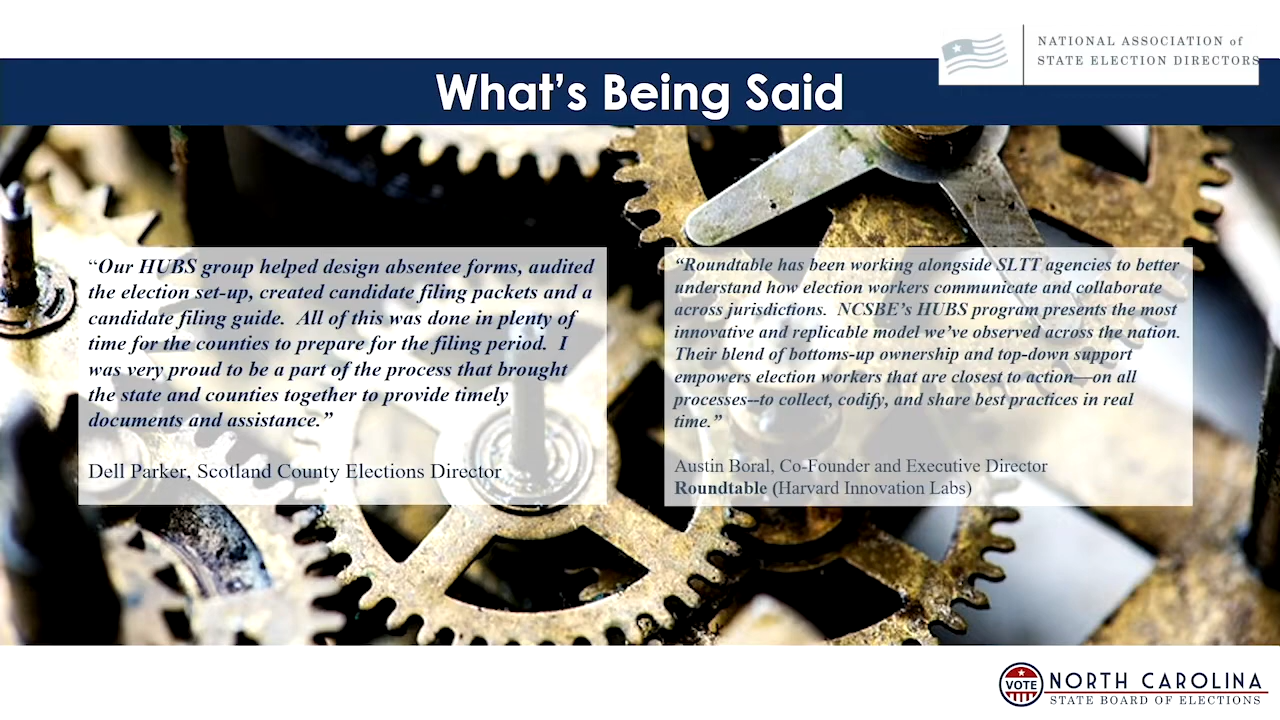 NATIONAL ASSOCIATION of
STATE ELECTION DIRECTORS
What's Being Said
“Our HUBS group helped design absentee forms, audited
the election set-up, created candidate filing packets and a
candidate filing guide.  All of this was done in plenty of
time for the counties to prepare for the filing period.  I
was very proud to be a part of the process that brought
the state and counties together to provide timely
documents and assistance.”
Dell Parker, Scotland County Elections Director
“Roundtable has been working alongside SLTT agencies to better
understand how election workers communicate and collaborate
across jurisdictions.  NCSBE’s HUBS program presents the most
innovative and replicable model we’ve observed across the nation.
Their blend of bottoms-up ownership and top-down support
empowers election workers that are closest to action—on all
processes--to collect, codify, and share best practices in real
time.”
Austin Boral, Co-Founder and Executive Director
Roundtable (Harvard Innovation Labs)
VOTE
NORTH CAROLINA
STATE BOARD OF ELECTIONS